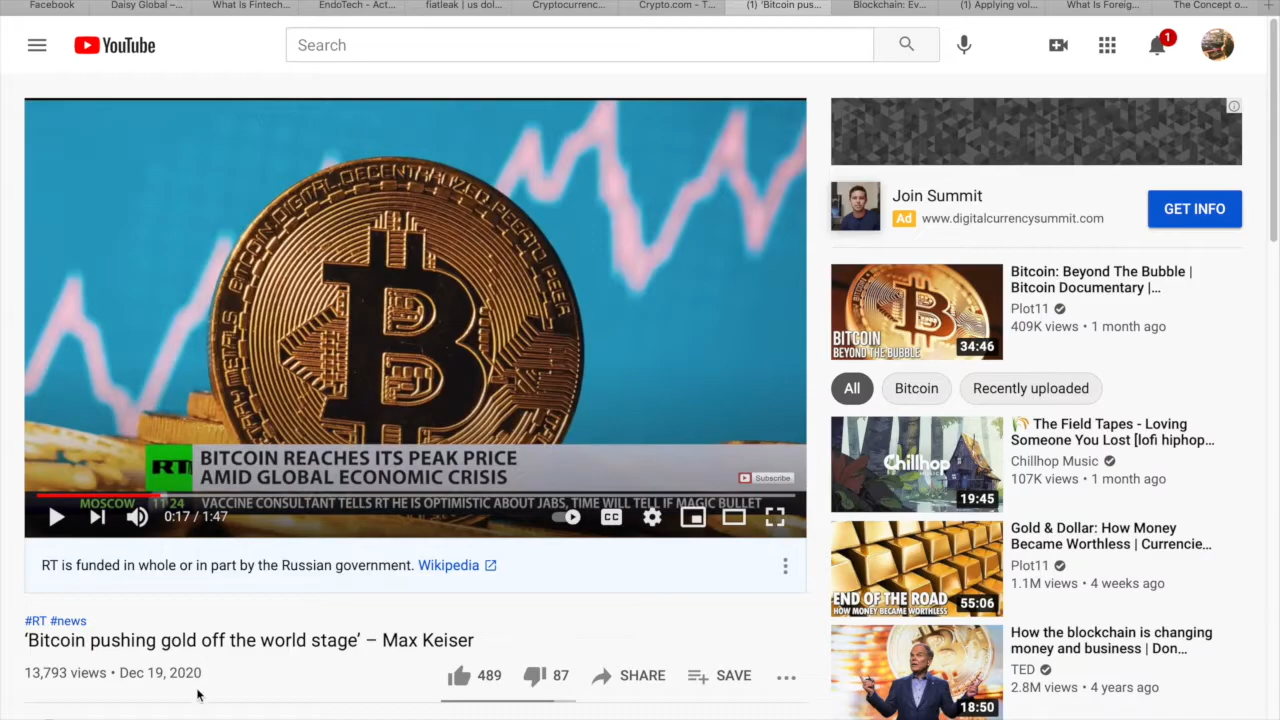 Facebook
Daisy Global –...
What Is Fintech...
EndoTech - Act...
fiatleak | us dol...
Cryptocurrenc...
Crypto.com - T...
(1) 'Bitcoin pus...
Blockchain: Ev...
(1) Applying vol...
What Is Foreig...
The Concept o...
YouTube
Search
1
BITCOIN DIGITAL DECENTRALIZED PEER TO PEER
RT
BITCOIN REACHES ITS PEAK PRICE
AMID GLOBAL ECONOMIC CRISIS
Subscribe
MOSCOW 11:24 VACCINE CONSULTANT TELLS RT HE IS OPTIMISTIC ABOUT JABS, TIME WILL TELL IF MAGIC BULLET
0:17 / 1:47
CC
RT is funded in whole or in part by the Russian government. Wikipedia
#RT #news
‘Bitcoin pushing gold off the world stage’ – Max Keiser
13,793 views • Dec 19, 2020
489
87
SHARE
SAVE
Join Summit
Ad www.digitalcurrencysummit.com
GET INFO
BITCOIN
BEYOND THE BUBBLE
34:46
Bitcoin: Beyond The Bubble |
Bitcoin Documentary |...
Plot11
409K views • 1 month ago
All
Bitcoin
Recently uploaded
Chillhop
19:45
🌾 The Field Tapes - Loving
Someone You Lost [lofi hiphop...
Chillhop Music
107K views • 1 month ago
END OF THE ROAD
HOW MONEY BECAME WORTHLESS
55:06
Gold & Dollar: How Money
Became Worthless | Currencie...
Plot11
1.1M views • 4 weeks ago
18:50
How the blockchain is changing
money and business | Don...
TED
2.8M views • 4 years ago